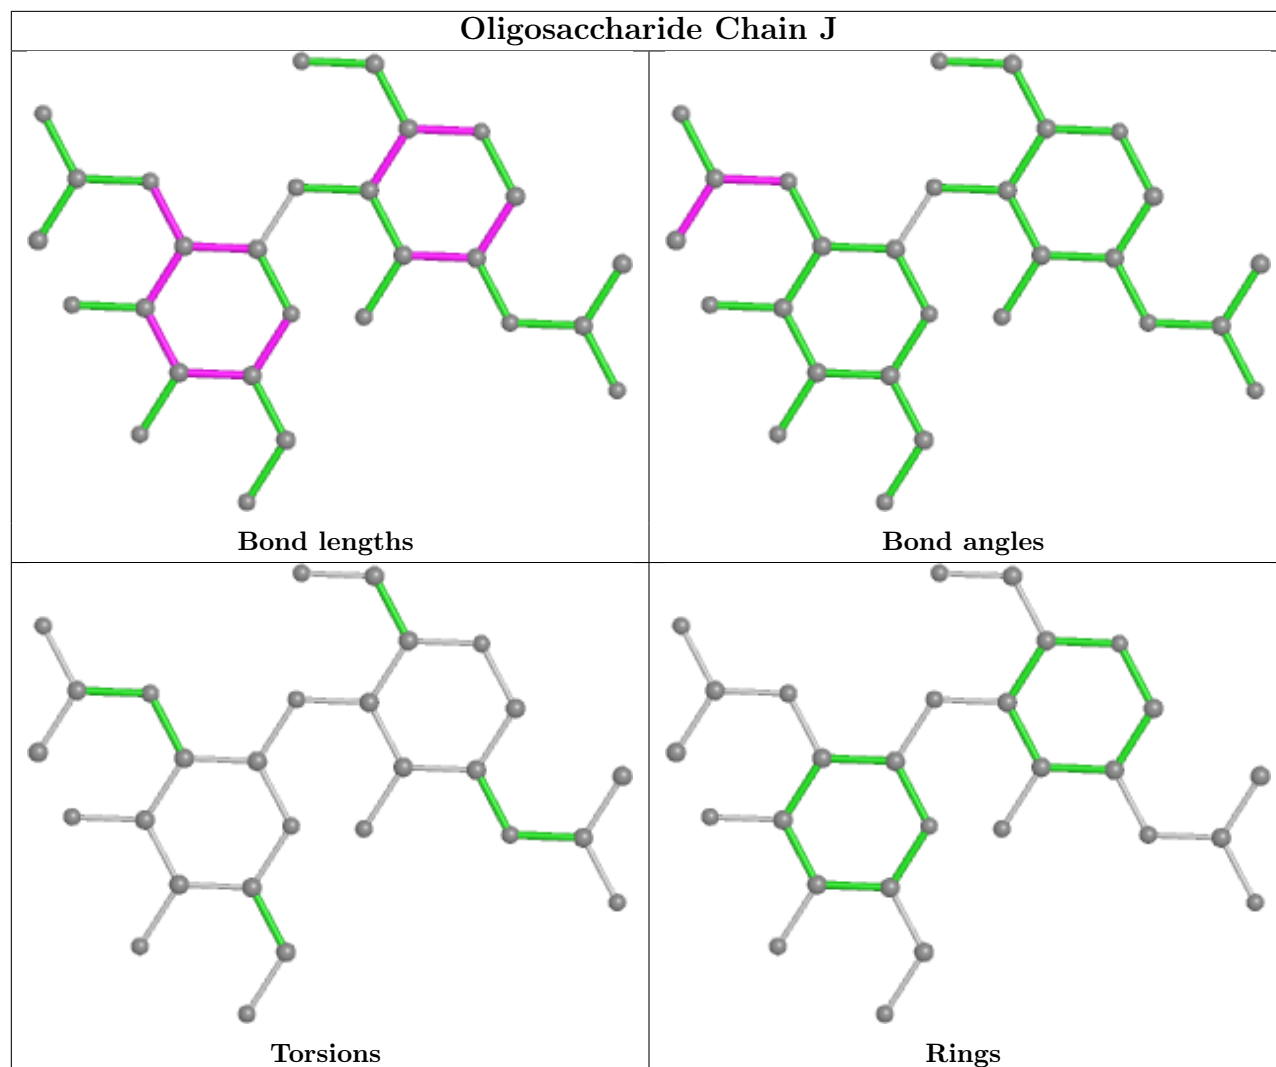 Oligosaccharide Chain J
Bond lengths
Bond angles
Torsions
Rings